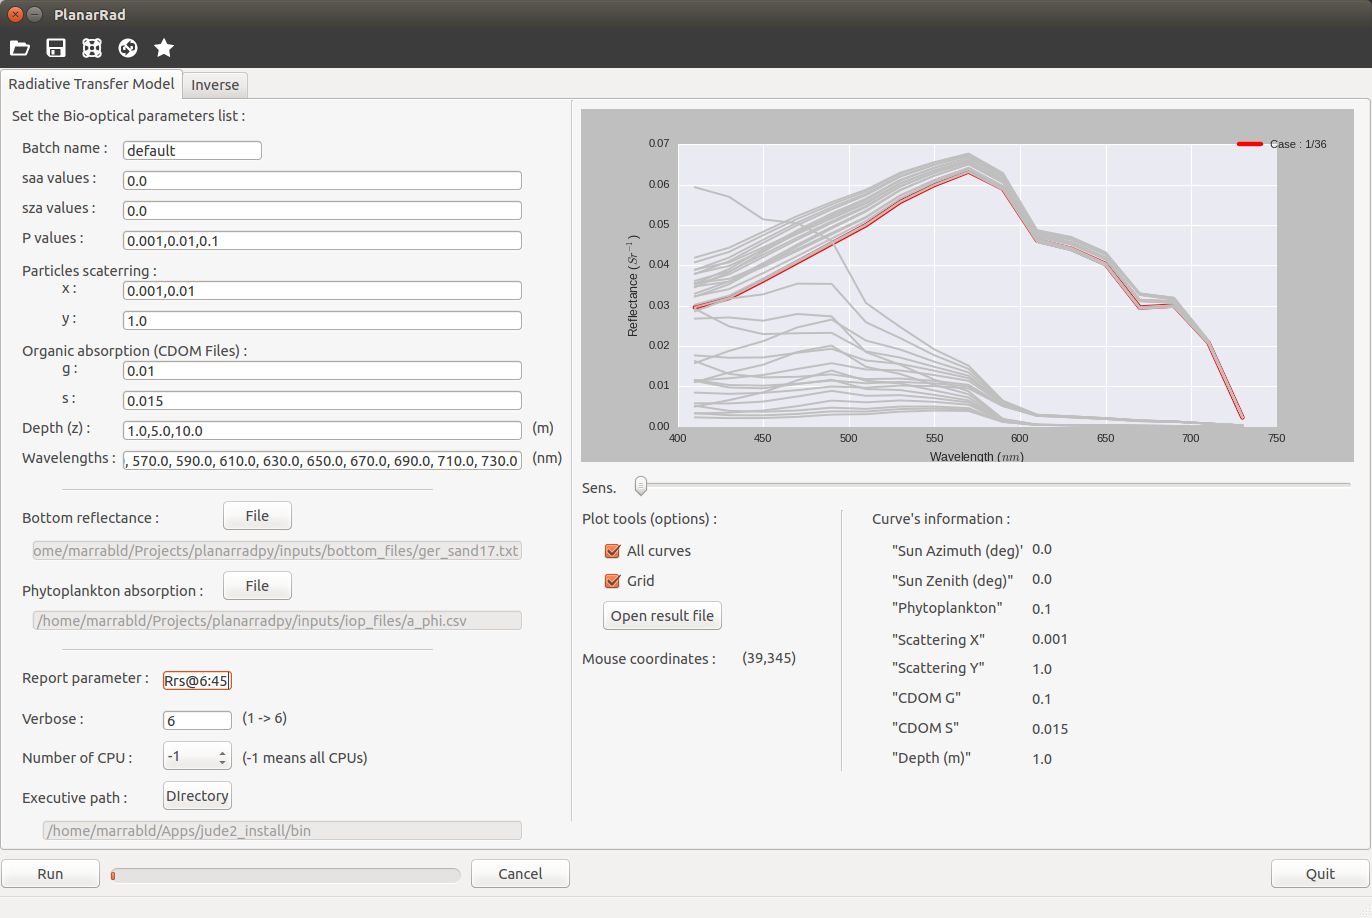 PlanarRad
Radiative Transfer Model
Inverse
Set the Bio-optical parameters list :
Batch name :
default
saa values :
0.0
sza values :
0.0
P values :
0.001,0.01,0.1
Particles scaterring :
x :
0.001,0.01
y :
1.0
Organic absorption (CDOM Files) :
g :
0.01
s :
0.015
Depth (z) :
1.0,5.0,10.0
(m)
Wavelengths :
), 570.0, 590.0, 610.0, 630.0, 650.0, 670.0, 690.0, 710.0, 730.0
(nm)
Bottom reflectance :
File
ome/marrabld/Projects/planarradpy/inputs/bottom_files/ger_sand17.txt
Phytoplankton absorption :
File
/home/marrabld/Projects/planarradpy/inputs/iop_files/a_phi.csv
Report parameter :
Rrs@6:45
Verbose :
6
(1 -> 6)
Number of CPU :
-1
(-1 means all CPUs)
Executive path :
DIrectory
/home/marrabld/Apps/jude2_install/bin
Run
Cancel
Quit
Case : 1/36
0.07
0.06
0.05
0.04
0.03
0.02
0.01
0.00
Reflectance (Sr⁻¹)
400 450 500 550 600 650 700 750
Wavelength (nm)
Sens.
Plot tools (options) :
All curves
Grid
Open result file
Mouse coordinates :
(39,345)
Curve's information :
"Sun Azimuth (deg)'
0.0
"Sun Zenith (deg)"
0.0
"Phytoplankton"
0.1
"Scattering X"
0.001
"Scattering Y"
1.0
"CDOM G"
0.1
"CDOM S"
0.015
"Depth (m)"
1.0